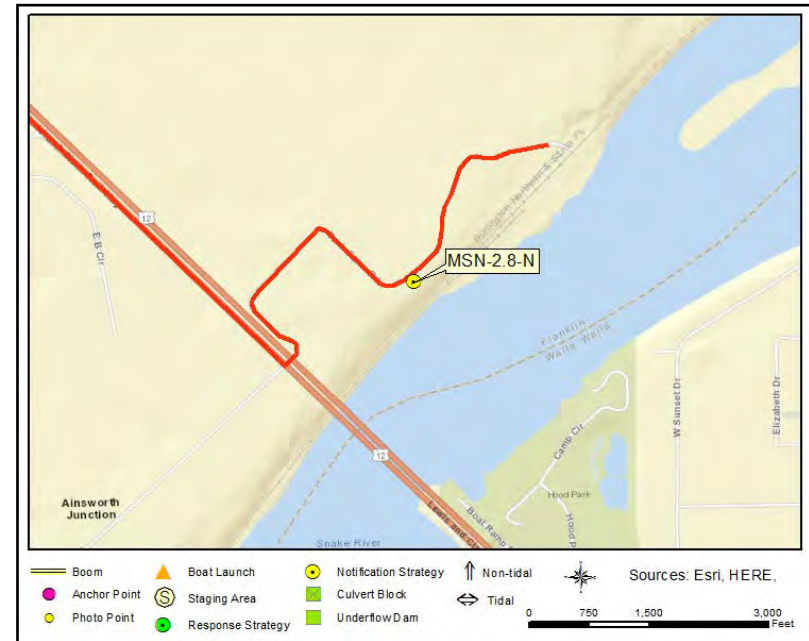 Burlington Northern & Santa Fe
12
E B Cir
MSN-2.8-N
Franklin
Walla Walla
W Sunset Dr
Elizabeth Dr
Camp Cir
12
Hood Park
Ainsworth
Junction
Boat Ramp
Hood P
Lewis and Cl
Snake River
Boom
Boat Launch
Notification Strategy
Non-tidal
Sources: Esri, HERE,
Anchor Point
Staging Area
S
Culvert Block
Tidal
Photo Point
Response Strategy
Underflow Dam
0 750 1,500 3,000
Feet